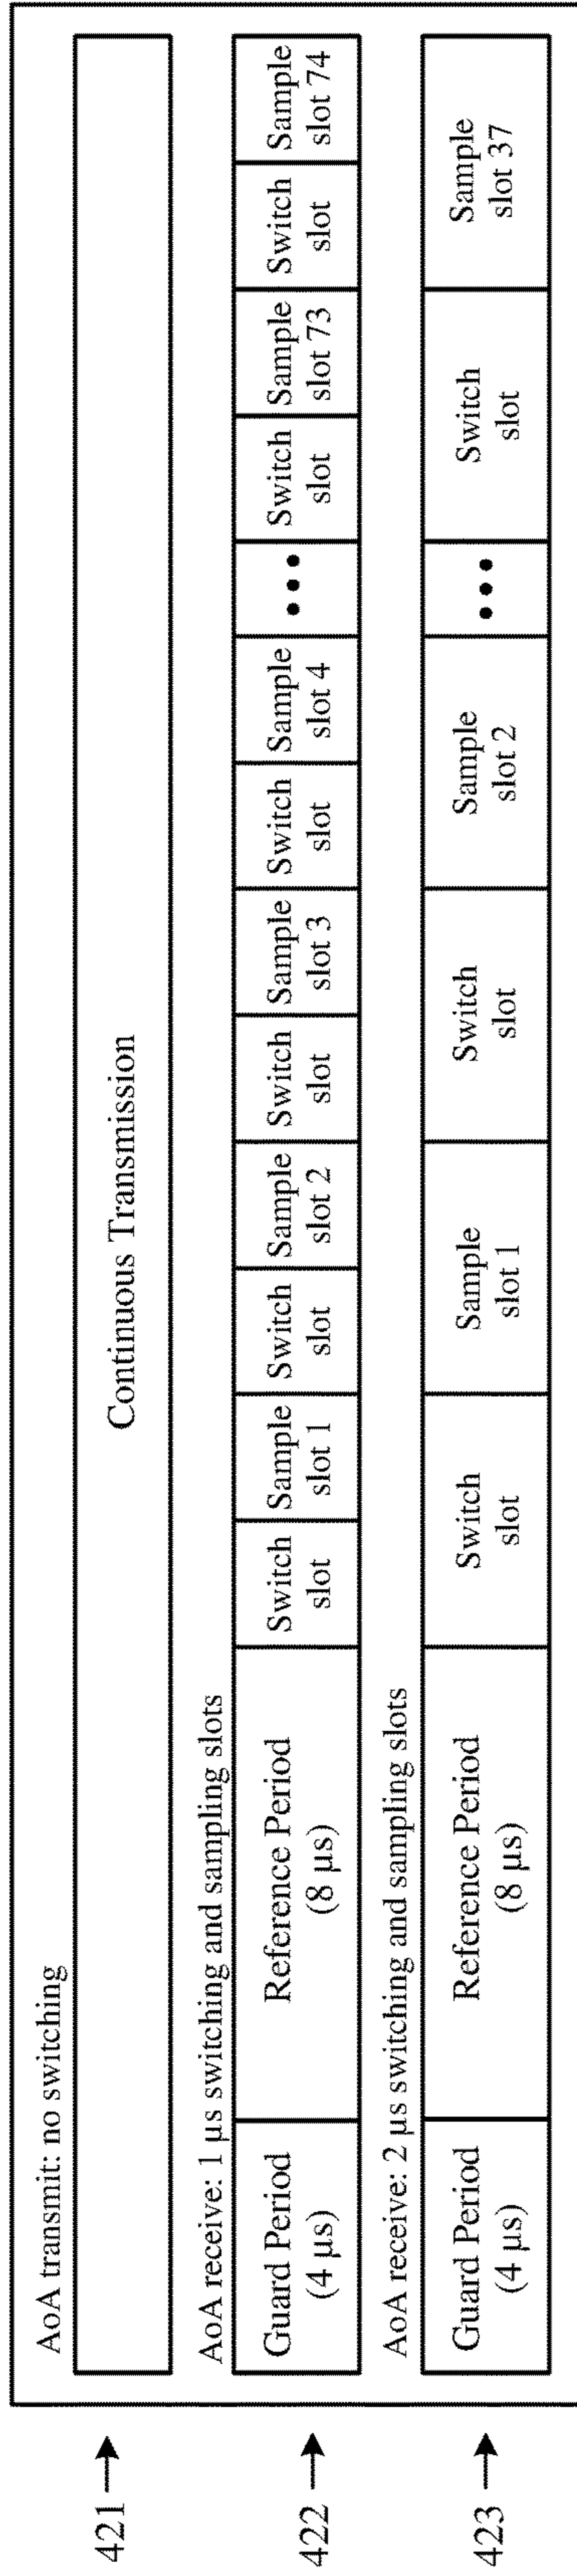 AoA transmit: no switching
421
Continuous Transmission
AoA receive: 1 μs switching and sampling slots
422
Guard Period
(4 μs)
Reference Period
(8 μs)
Switch
slot
Sample
slot 1
Switch
slot
Sample
slot 2
Switch
slot
Sample
slot 3
Switch
slot
Sample
slot 4
•••
Switch
slot
Sample
slot 73
Switch
slot
Sample
slot 74
AoA receive: 2 μs switching and sampling slots
423
Guard Period
(4 μs)
Reference Period
(8 μs)
Switch
slot
Sample
slot 1
Switch
slot
Sample
slot 2
•••
Switch
slot
Sample
slot 37